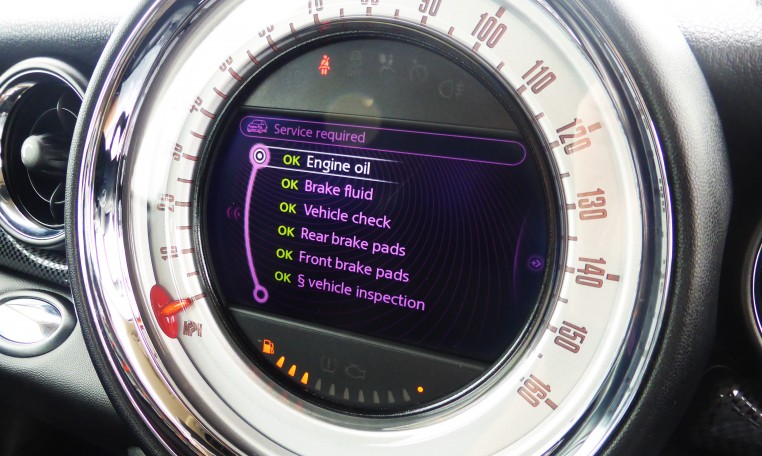 Service required
OK Engine oil
OK Brake fluid
OK Vehicle check
OK Rear brake pads
OK Front brake pads
OK § vehicle inspection
90
100
110
120
130
140
150
160
MPH